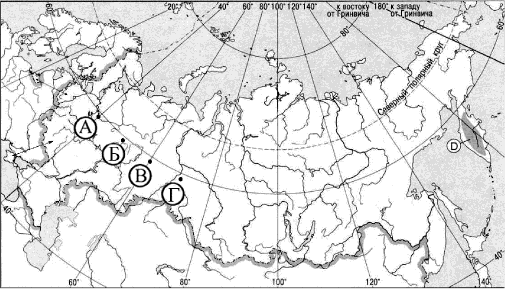 60° 20° 60° 80° 100° 120° 140° к востоку 180° к западу
от Гринвича от Гринвича
80°
Северный полярный круг
60°
А
Б
В
Г
D
40°
40°
60° 80° 100° 120° 140°